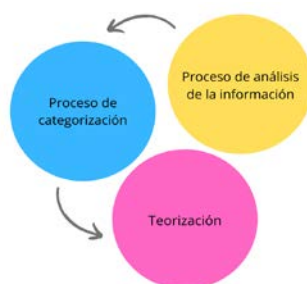 Proceso de análisis
de la información
Proceso de
categorización
Teorización